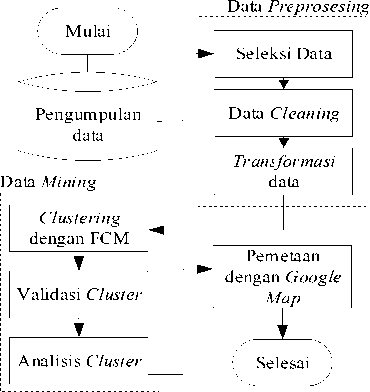 Mulai
Pengumpulan
data
Data Preprosesing
Seleksi Data
Data Cleaning
Transformasi
data
Data Mining
Clustering
dengan FCM
Validasi Cluster
Analisis Cluster
Pemetaan
dengan Google
Map
Selesai